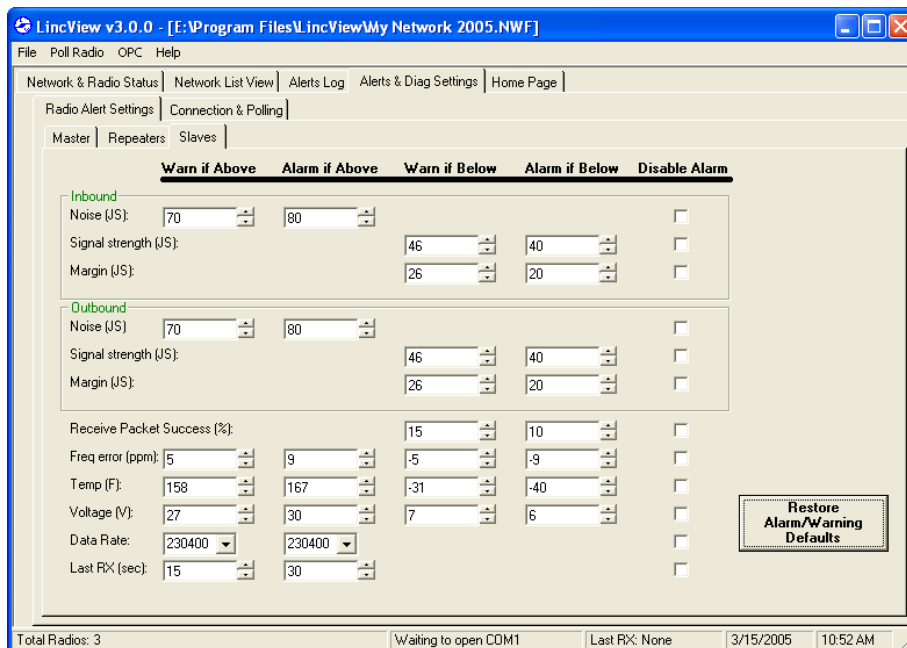 LincView v3.0.0 - [E:\Program Files\LincView\My Network 2005.NWF]
File Poll Radio OPC Help
Network & Radio Status Network List View Alerts Log Alerts & Diag Settings Home Page
Radio Alert Settings Connection & Polling
Master Repeaters Slaves
Warn if Above Alarm if Above Warn if Below Alarm if Below Disable Alarm
Inbound
Noise (JS): 70 80
Signal strength (JS): 46 40
Margin (JS): 26 20
Outbound
Noise (JS) 70 80
Signal strength (JS): 46 40
Margin (JS): 26 20
Receive Packet Success (%): 15 10
Freq error (ppm): 5 9 -5 -9
Temp (F): 158 167 -31 -40
Voltage (V): 27 30 7 6
Restore
Alarm/Warning
Defaults
Data Rate: 230400 230400
Last RX (sec): 15 30
Total Radios: 3 Waiting to open COM1 Last RX: None 3/15/2005 10:52 AM